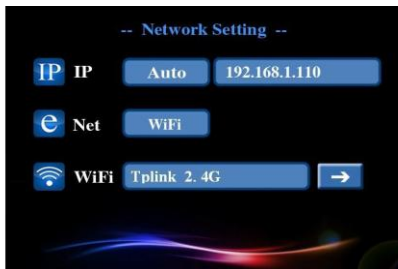 -- Network Setting --
IP IP Auto 192.168.1.110
e Net WiFi
WiFi Tplink 2. 4G